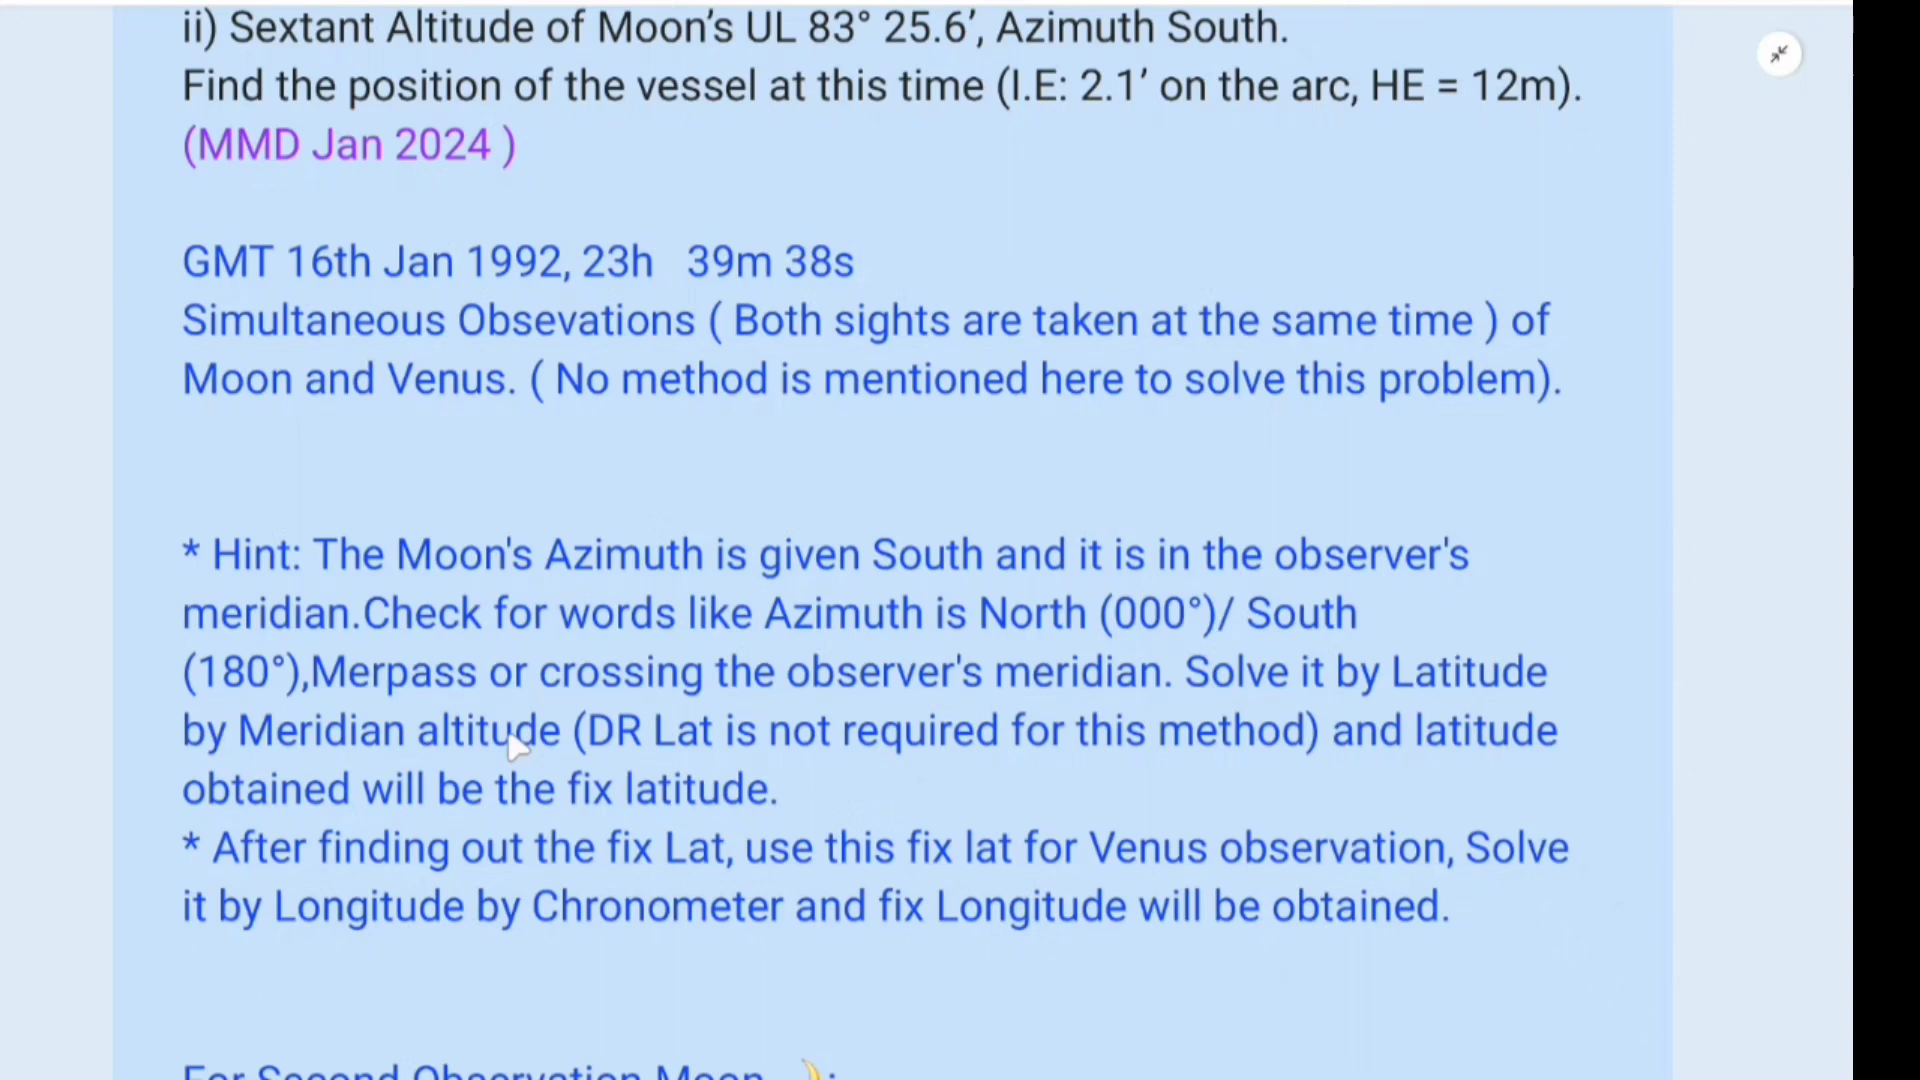 ii) Sextant Altitude of Moon’s UL 83° 25.6’, Azimuth South.
Find the position of the vessel at this time (I.E: 2.1’ on the arc, HE = 12m).
(MMD Jan 2024 )
GMT 16th Jan 1992, 23h 39m 38s
Simultaneous Obsevations ( Both sights are taken at the same time ) of
Moon and Venus. ( No method is mentioned here to solve this problem).
* Hint: The Moon's Azimuth is given South and it is in the observer's
meridian.Check for words like Azimuth is North (000°)/ South
(180°),Merpass or crossing the observer's meridian. Solve it by Latitude
by Meridian altitude (DR Lat is not required for this method) and latitude
obtained will be the fix latitude.
* After finding out the fix Lat, use this fix lat for Venus observation, Solve
it by Longitude by Chronometer and fix Longitude will be obtained.
For Second Observation Moon 🌙: